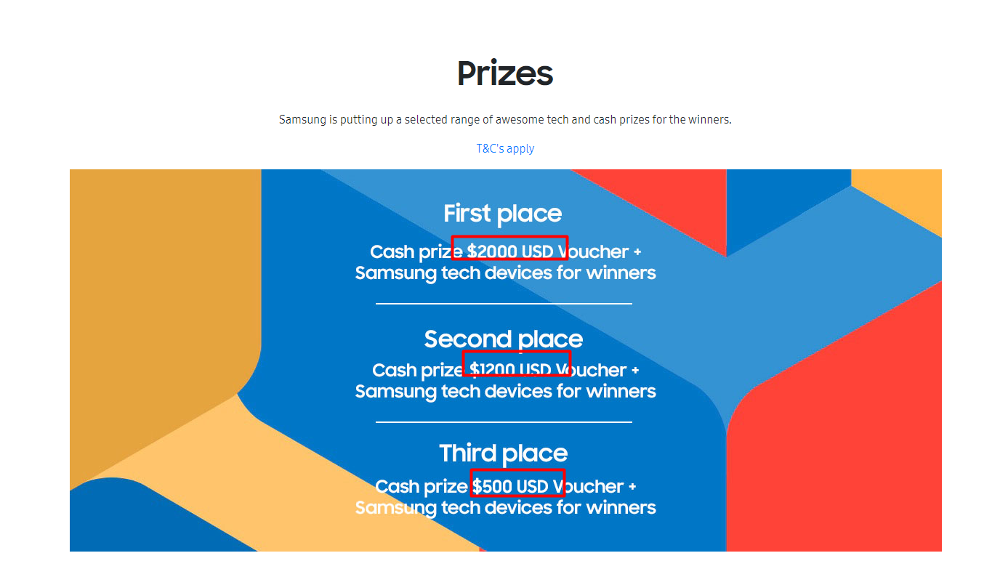 Prizes
Samsung is putting up a selected range of awesome tech and cash prizes for the winners.
T&C's apply
First place
Cash prize $2000 USD Voucher +
Samsung tech devices for winners
Second place
Cash prize $1200 USD Voucher +
Samsung tech devices for winners
Third place
Cash prize $500 USD Voucher +
Samsung tech devices for winners